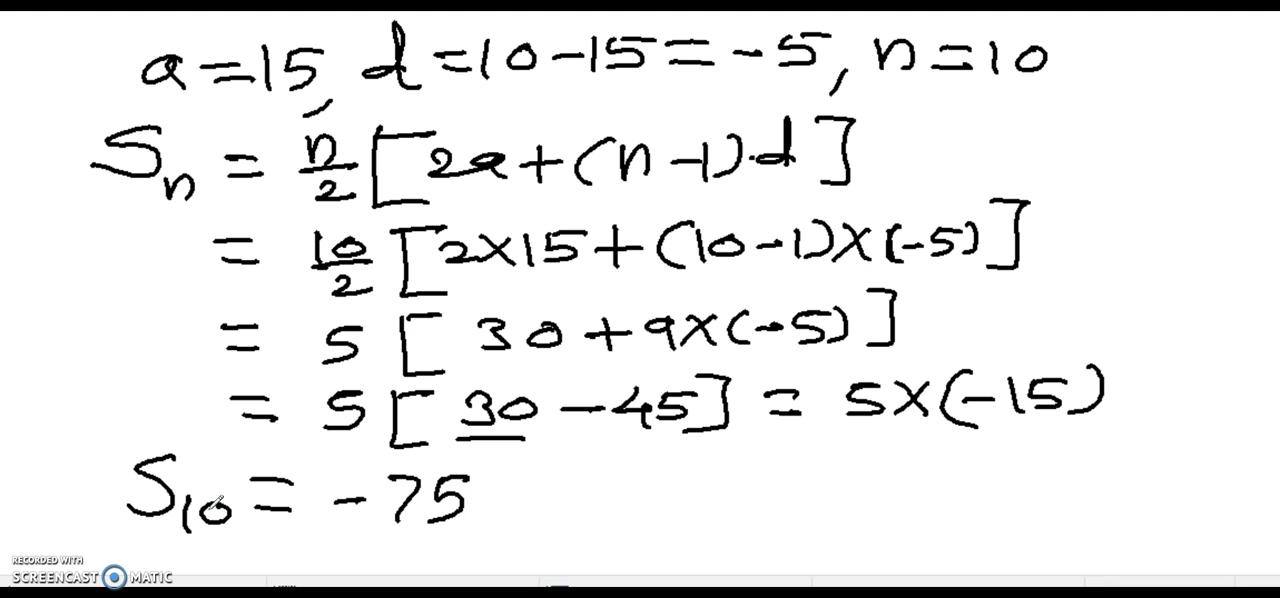 a = 15, d = 10 - 15 = -5, n = 10
Sn = n/2 [2a + (n - 1).d]
= 10/2 [2 × 15 + (10 - 1) × (-5)]
= 5 [30 + 9 × (-5)]
= 5 [30 - 45] = 5 × (-15)
S10 = -75
RECORDED WITH
SCREENCAST MATIC